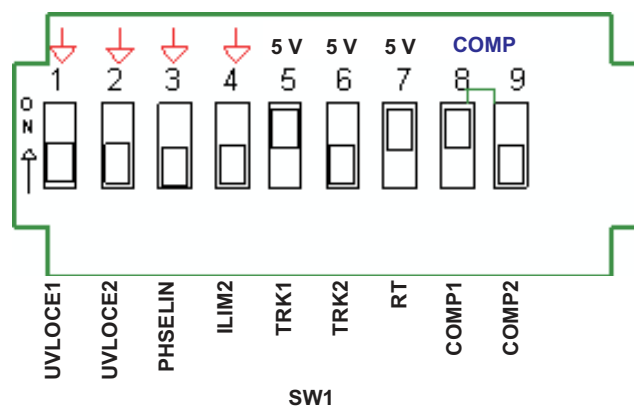 5 V 5 V 5 V COMP
1 2 3 4 5 6 7 8 9
ON
UVLOCE1
UVLOCE2
PHSELIN
ILIM2
TRK1
TRK2
RT
COMP1
COMP2
SW1